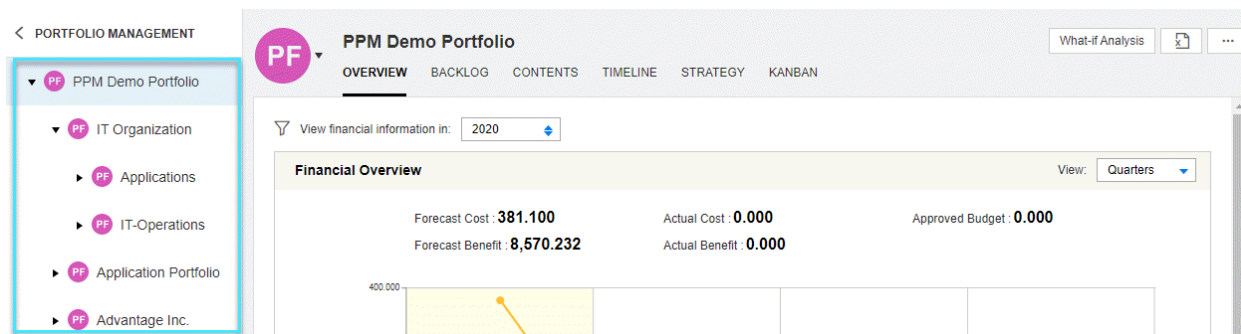 PORTFOLIO MANAGEMENT
PF PPM Demo Portfolio
PF IT Organization
PF Applications
PF IT-Operations
PF Application Portfolio
PF Advantage Inc.
PF
PPM Demo Portfolio
What-if Analysis
x
...
OVERVIEW BACKLOG CONTENTS TIMELINE STRATEGY KANBAN
View financial information in: 2020
Financial Overview
View: Quarters
Forecast Cost : 381.100 Actual Cost : 0.000 Approved Budget : 0.000
Forecast Benefit : 8,570.232 Actual Benefit : 0.000
400.000